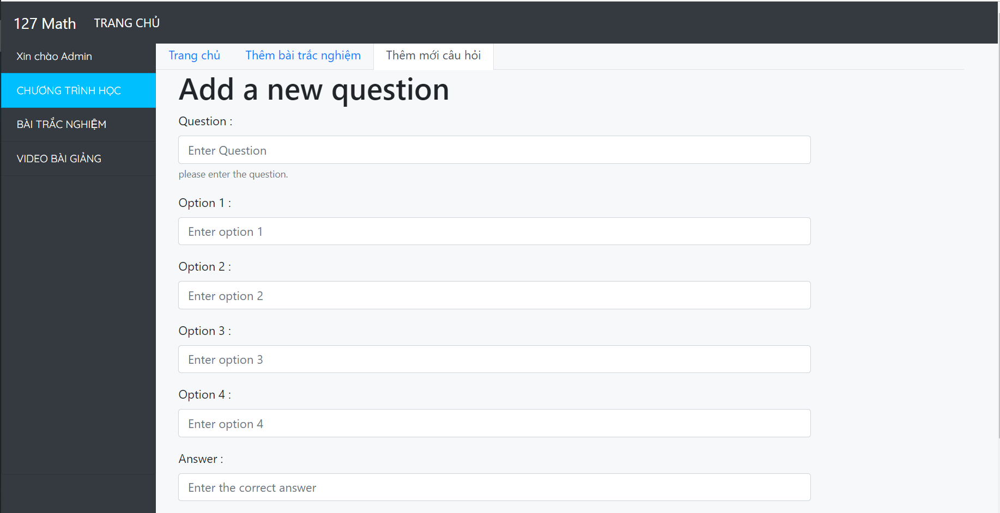 127 Math TRANG CHỦ
Xin chào Admin
CHƯƠNG TRÌNH HỌC
BÀI TRẮC NGHIỆM
VIDEO BÀI GIẢNG
Trang chủ Thêm bài trắc nghiệm Thêm mới câu hỏi
Add a new question
Question :
Enter Question
please enter the question.
Option 1 :
Enter option 1
Option 2 :
Enter option 2
Option 3 :
Enter option 3
Option 4 :
Enter option 4
Answer :
Enter the correct answer